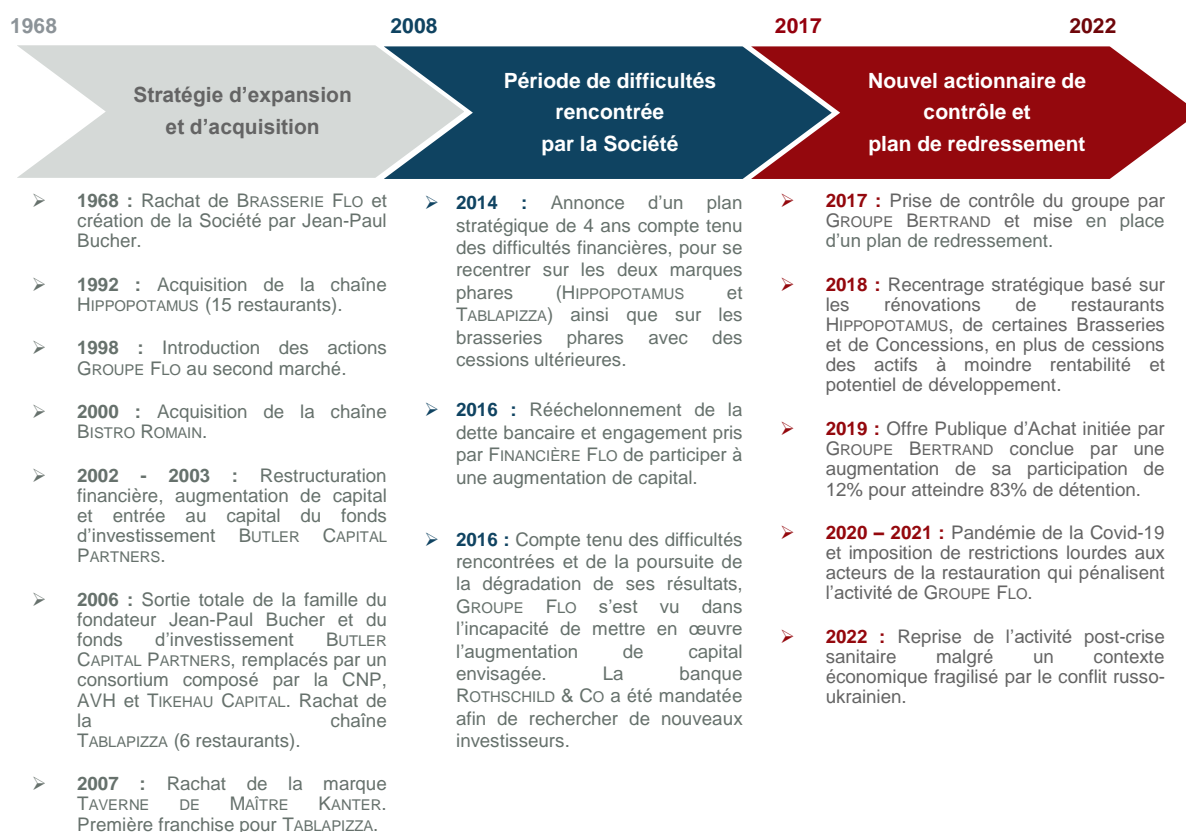 1968
2008
2017
2022
Stratégie d’expansion
et d’acquisition
Période de difficultés
rencontrée
par la Société
Nouvel actionnaire de
contrôle et
plan de redressement
➢ 1968 : Rachat de BRASSERIE FLO et
création de la Société par Jean-Paul
Bucher.
➢ 1992 : Acquisition de la chaîne
HIPPOPOTAMUS (15 restaurants).
➢ 1998 : Introduction des actions
GROUPE FLO au second marché.
➢ 2000 : Acquisition de la chaîne
BISTRO ROMAIN.
➢ 2002 - 2003 : Restructuration
financière, augmentation de capital
et entrée au capital du fonds
d’investissement BUTLER CAPITAL
PARTNERS.
➢ 2006 : Sortie totale de la famille du
fondateur Jean-Paul Bucher et du
fonds d’investissement BUTLER
CAPITAL PARTNERS, remplacés par un
consortium composé par la CNP,
AVH et TIKEHAU CAPITAL. Rachat de
la chaîne
TABLAPIZZA (6 restaurants).
➢ 2007 : Rachat de la marque
TAVERNE DE MAÎTRE KANTER.
Première franchise pour TABLAPIZZA.
➢ 2014 : Annonce d’un plan
stratégique de 4 ans compte tenu
des difficultés financières, pour se
recentrer sur les deux marques
phares (HIPPOPOTAMUS et
TABLAPIZZA) ainsi que sur les
brasseries phares avec des
cessions ultérieures.
➢ 2016 : Rééchelonnement de la
dette bancaire et engagement pris
par FINANCIÈRE FLO de participer à
une augmentation de capital.
➢ 2016 : Compte tenu des difficultés
rencontrées et de la poursuite de
la dégradation de ses résultats,
GROUPE FLO s’est vu dans
l’incapacité de mettre en œuvre
l’augmentation de capital
envisagée. La banque
ROTHSCHILD & CO a été mandatée
afin de rechercher de nouveaux
investisseurs.
➢ 2017 : Prise de contrôle du groupe par
GROUPE BERTRAND et mise en place
d’un plan de redressement.
➢ 2018 : Recentrage stratégique basé sur
les rénovations de restaurants
HIPPOPOTAMUS, de certaines Brasseries
et de Concessions, en plus de cessions
des actifs à moindre rentabilité et
potentiel de développement.
➢ 2019 : Offre Publique d’Achat initiée par
GROUPE BERTRAND conclue par une
augmentation de sa participation de
12% pour atteindre 83% de détention.
➢ 2020 – 2021 : Pandémie de la Covid-19
et imposition de restrictions lourdes aux
acteurs de la restauration qui pénalisent
l’activité de GROUPE FLO.
➢ 2022 : Reprise de l’activité post-crise
sanitaire malgré un contexte
économique fragilisé par le conflit russo-
ukrainien.